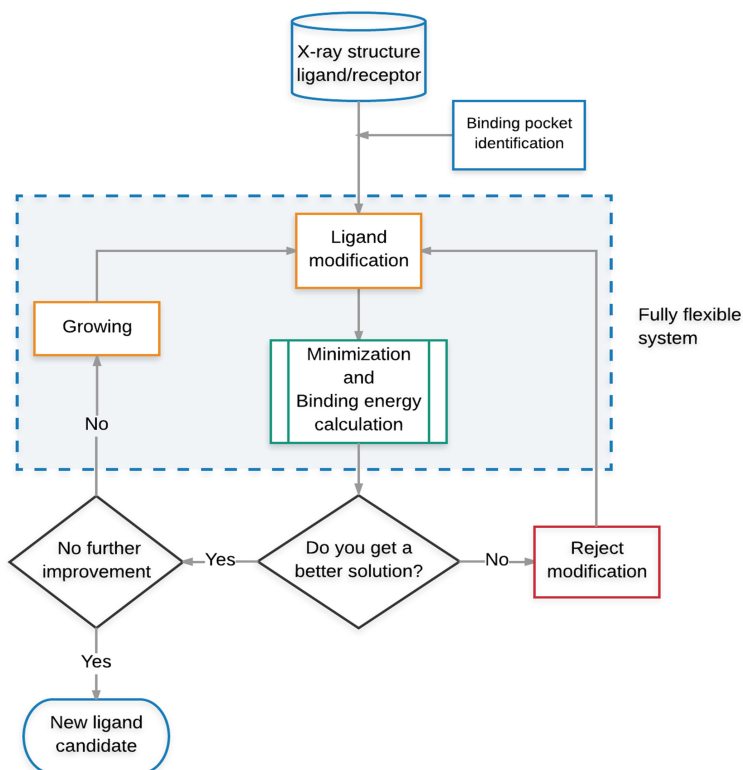 X-ray structure
ligand/receptor
Binding pocket
identification
Ligand
modification
Growing
Fully flexible
system
Minimization
and
Binding energy
calculation
No
No further
improvement
Yes
Do you get a
better solution?
No
Reject
modification
Yes
New ligand
candidate